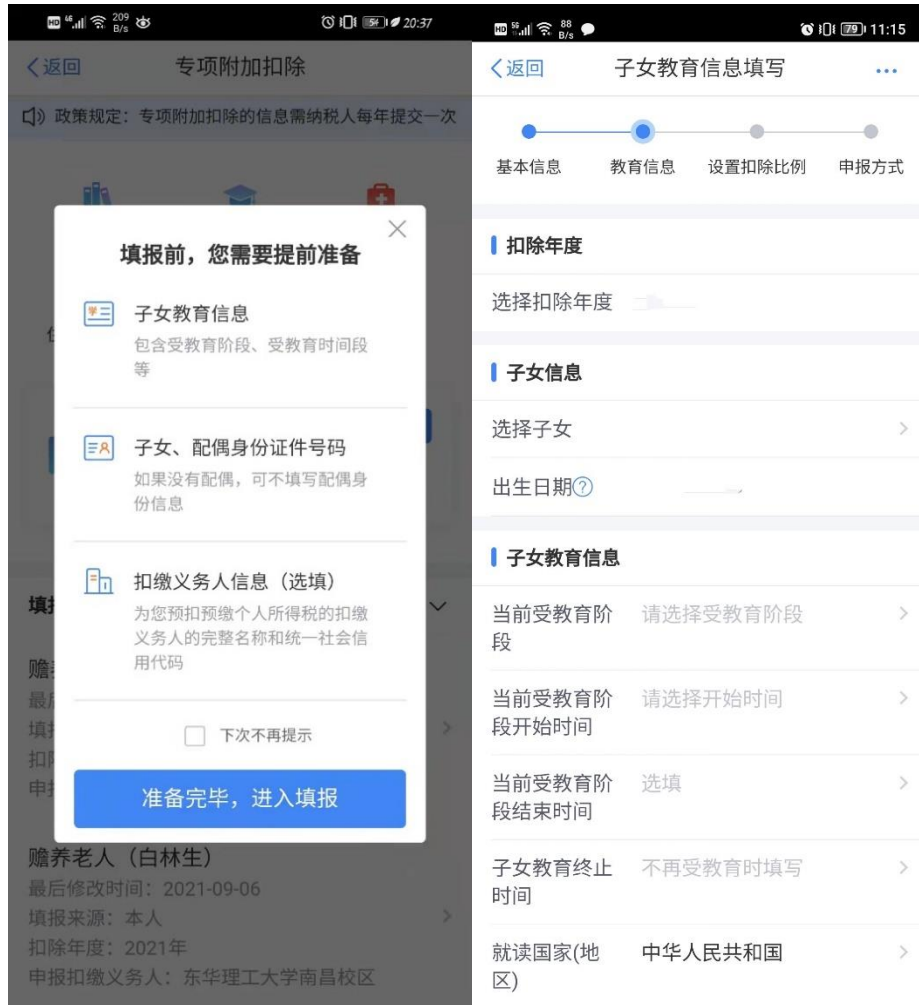 HD 46 209 B/s 54 20:37
返回 专项附加扣除
政策规定：专项附加扣除的信息需纳税人每年提交一次
填报前，您需要提前准备
子女教育信息
包含受教育阶段、受教育时间段
等
子女、配偶身份证件号码
如果没有配偶，可不填写配偶身
份信息
扣缴义务人信息（选填）
为您预扣预缴个人所得税的扣缴
义务人的完整名称和统一社会信
用代码
下次不再提示
准备完毕，进入填报
赡养老人（白林生）
最后修改时间：2021-09-06
填报来源：本人
扣除年度：2021年
申报扣缴义务人：东华理工大学南昌校区
HD 5G 88 B/s 79 11:15
返回 子女教育信息填写
基本信息 教育信息 设置扣除比例 申报方式
扣除年度
选择扣除年度
子女信息
选择子女
出生日期?
子女教育信息
当前受教育阶 请选择受教育阶段
段
当前受教育阶 请选择开始时间
段开始时间
当前受教育阶 选填
段结束时间
子女教育终止 不再受教育时填写
时间
就读国家(地 中华人民共和国
区)